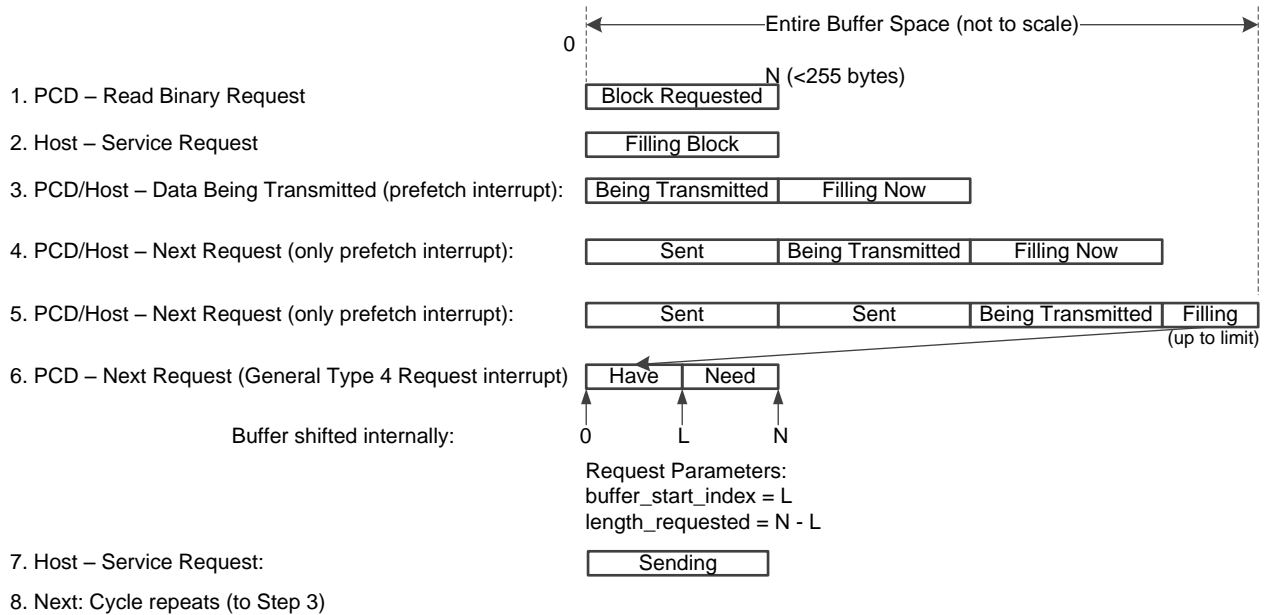 Entire Buffer Space (not to scale)
0
N (<255 bytes)
1. PCD – Read Binary Request
Block Requested
2. Host – Service Request
Filling Block
3. PCD/Host – Data Being Transmitted (prefetch interrupt):
Being Transmitted
Filling Now
4. PCD/Host – Next Request (only prefetch interrupt):
Sent
Being Transmitted
Filling Now
5. PCD/Host – Next Request (only prefetch interrupt):
Sent
Sent
Being Transmitted
Filling
(up to limit)
6. PCD – Next Request (General Type 4 Request interrupt)
Have
Need
Buffer shifted internally:
0
L
N
Request Parameters:
buffer_start_index = L
length_requested = N - L
7. Host – Service Request:
Sending
8. Next: Cycle repeats (to Step 3)